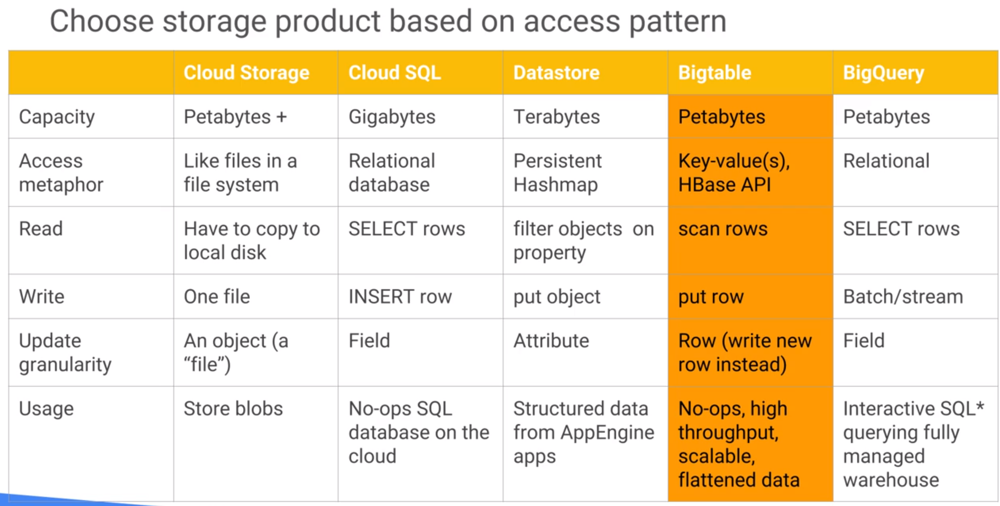 Choose storage product based on access pattern
Cloud Storage
Cloud SQL
Datastore
Bigtable
BigQuery
Capacity
Petabytes +
Gigabytes
Terabytes
Petabytes
Petabytes
Access
metaphor
Like files in a
file system
Relational
database
Persistent
Hashmap
Key-value(s),
HBase API
Relational
Read
Have to copy to
local disk
SELECT rows
filter objects on
property
scan rows
SELECT rows
Write
One file
INSERT row
put object
put row
Batch/stream
Update
granularity
An object (a
“file”)
Field
Attribute
Row (write new
row instead)
Field
Usage
Store blobs
No-ops SQL
database on the
cloud
Structured data
from AppEngine
apps
No-ops, high
throughput,
scalable,
flattened data
Interactive SQL*
querying fully
managed
warehouse